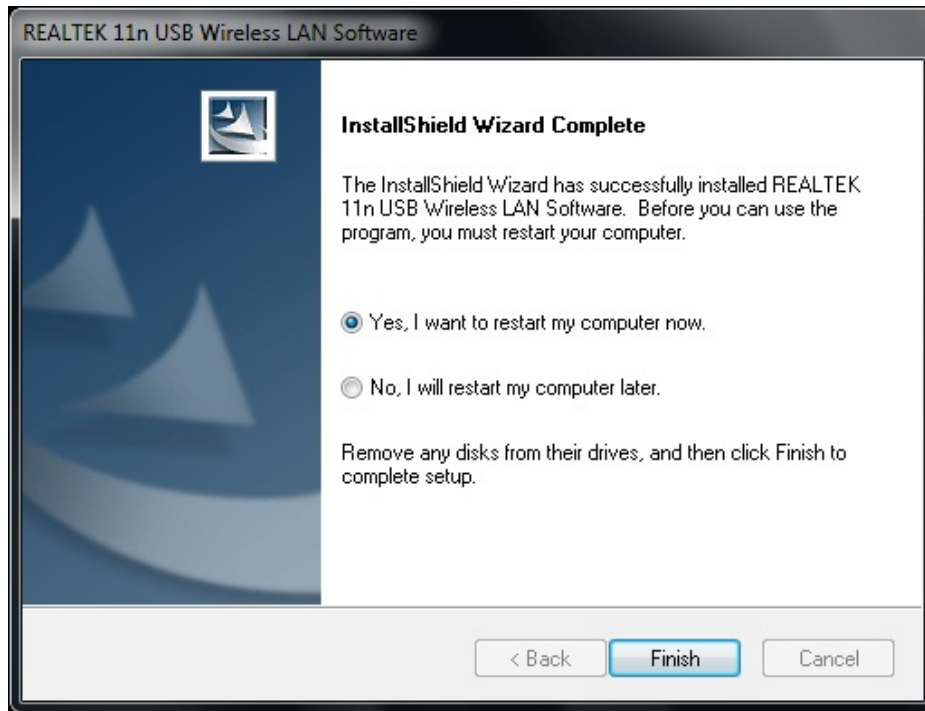 REALTEK 11n USB Wireless LAN Software
InstallShield Wizard Complete
The InstallShield Wizard has successfully installed REALTEK
11n USB Wireless LAN Software. Before you can use the
program, you must restart your computer.
Yes, I want to restart my computer now.
No, I will restart my computer later.
Remove any disks from their drives, and then click Finish to
complete setup.
< Back Finish Cancel